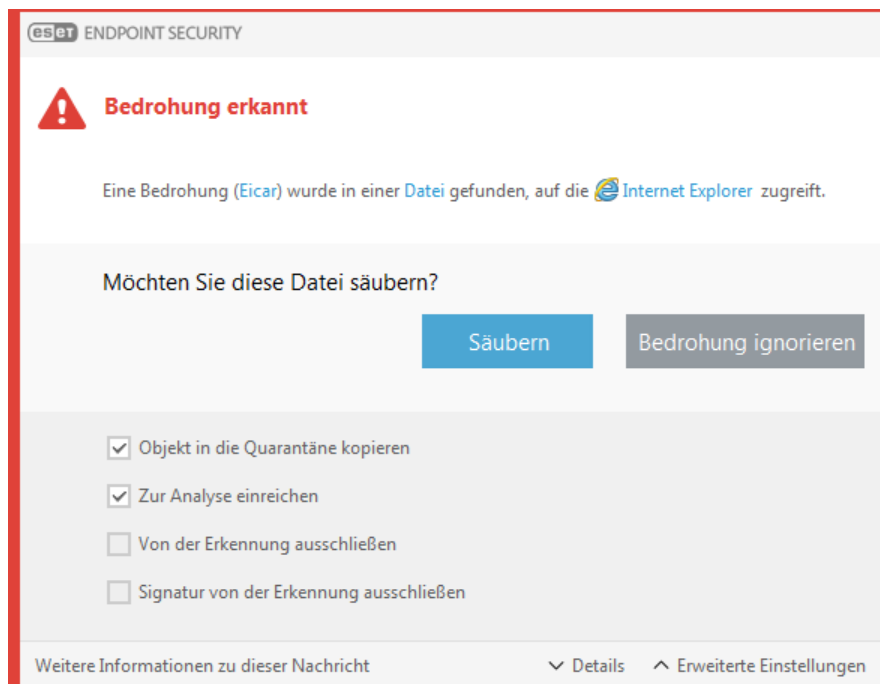 eset ENDPOINT SECURITY
Bedrohung erkannt
Eine Bedrohung (Eicar) wurde in einer Datei gefunden, auf die Internet Explorer zugreift.
Möchten Sie diese Datei säubern?
Säubern Bedrohung ignorieren
Objekt in die Quarantäne kopieren
Zur Analyse einreichen
Von der Erkennung ausschließen
Signatur von der Erkennung ausschließen
Weitere Informationen zu dieser Nachricht Details Erweiterte Einstellungen